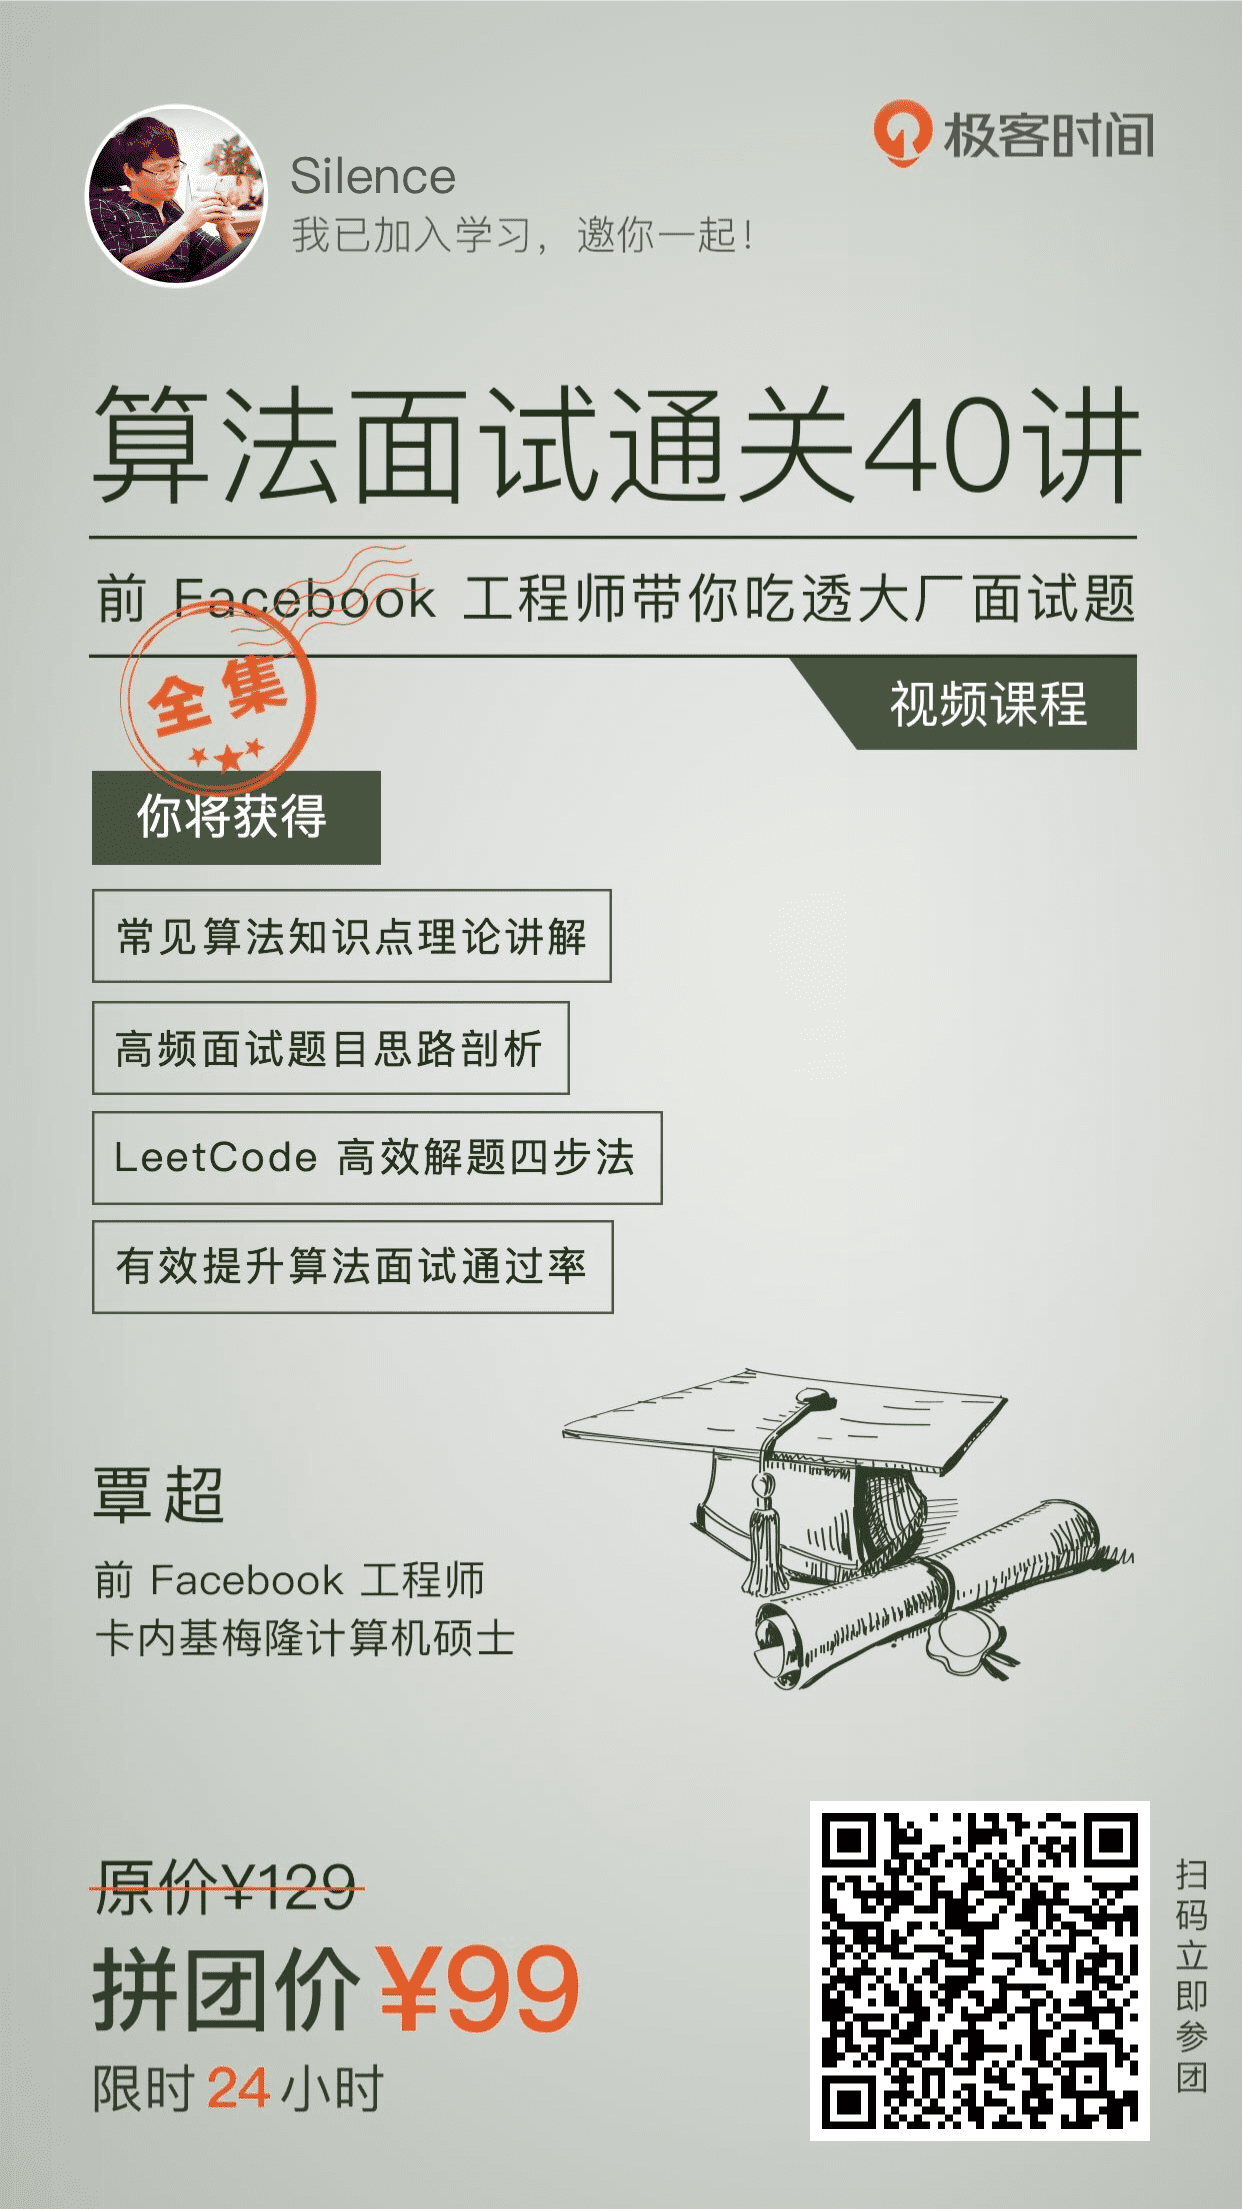 极客时间
Silence
我已加入学习，邀你一起！
算法面试通关40讲
前 Facebook 工程师带你吃透大厂面试题
全集
视频课程
你将获得
常见算法知识点理论讲解
高频面试题目思路剖析
LeetCode 高效解题四步法
有效提升算法面试通过率
覃超
前 Facebook 工程师
卡内基梅隆计算机硕士
原价¥129
拼团价¥99
限时24小时
扫码立即参团